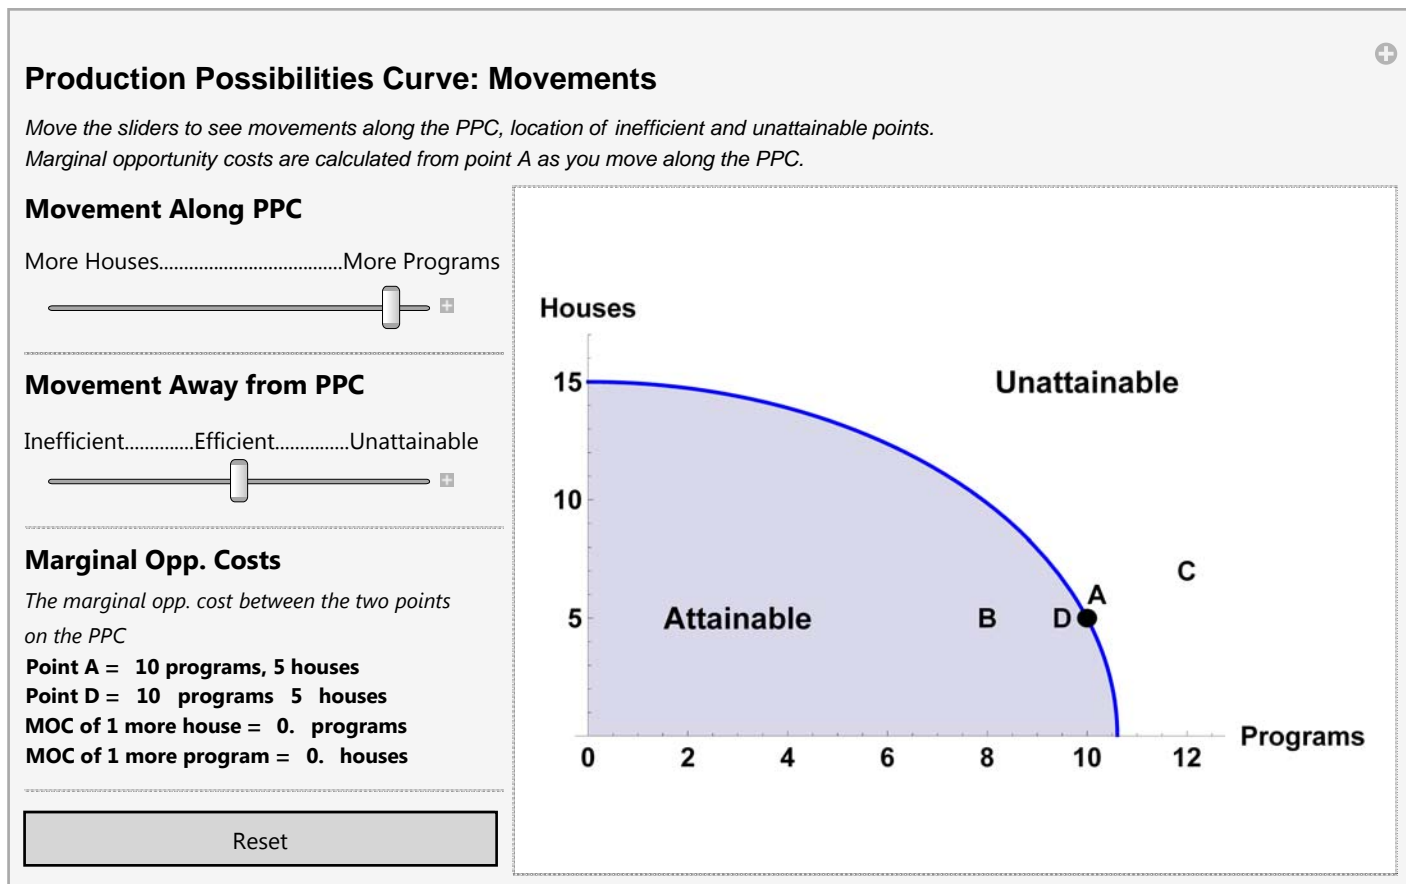 Production Possibilities Curve: Movements
Move the sliders to see movements along the PPC, location of inefficient and unattainable points.
Marginal opportunity costs are calculated from point A as you move along the PPC.
Movement Along PPC
More Houses.....................................More Programs
Movement Away from PPC
Inefficient..............Efficient...............Unattainable
Marginal Opp. Costs
The marginal opp. cost between the two points
on the PPC
Point A = 10 programs, 5 houses
Point D = 10 programs 5 houses
MOC of 1 more house = 0. programs
MOC of 1 more program = 0. houses
Reset
Houses
15
Unattainable
10
C
A
5
Attainable
B
D
Programs
0 2 4 6 8 10 12